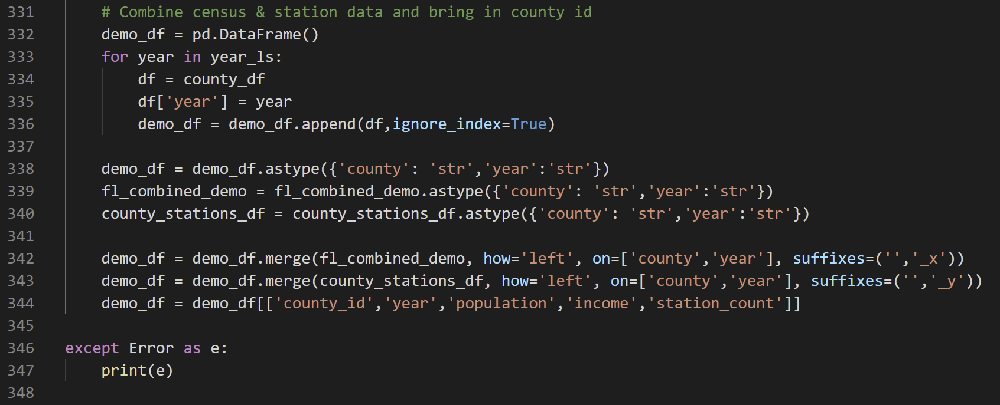 331 # Combine census & station data and bring in county id
332 demo_df = pd.DataFrame()
333 for year in year_ls:
334 df = county_df
335 df['year'] = year
336 demo_df = demo_df.append(df,ignore_index=True)
337
338 demo_df = demo_df.astype({'county': 'str','year':'str'})
339 fl_combined_demo = fl_combined_demo.astype({'county': 'str','year':'str'})
340 county_stations_df = county_stations_df.astype({'county': 'str','year':'str'})
341
342 demo_df = demo_df.merge(fl_combined_demo, how='left', on=['county','year'], suffixes=('','_x'))
343 demo_df = demo_df.merge(county_stations_df, how='left', on=['county','year'], suffixes=('','_y'))
344 demo_df = demo_df[['county_id','year','population','income','station_count']]
345
346 except Error as e:
347 print(e)
348